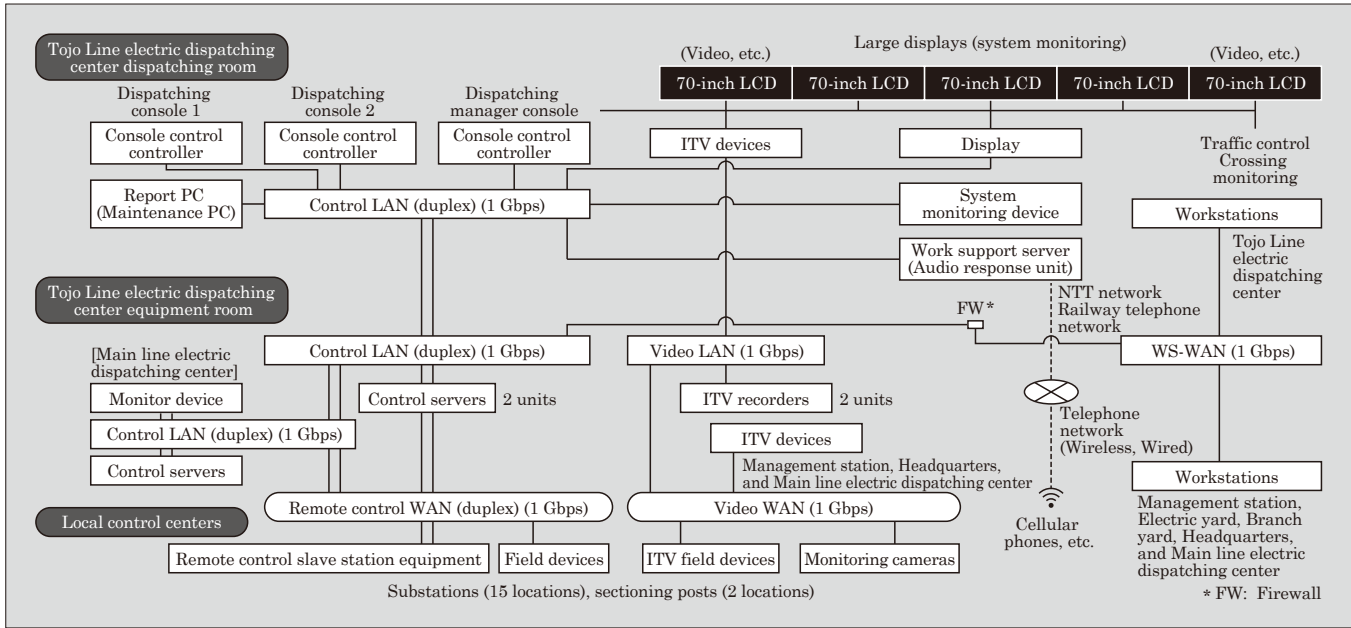 Tojo Line electric dispatching
center dispatching room
Dispatching
console 1
Dispatching
console 2
Dispatching
manager console
Console control
controller
Console control
controller
Console control
controller
Report PC
(Maintenance PC)
Control LAN (duplex) (1 Gbps)
Large displays (system monitoring)
(Video, etc.)
(Video, etc.)
70-inch LCD
70-inch LCD
70-inch LCD
70-inch LCD
70-inch LCD
ITV devices
Display
Traffic control
Crossing
monitoring
System
monitoring device
Work support server
(Audio response unit)
Workstations
Tojo Line
electric
dispatching
center
Tojo Line electric dispatching
center equipment room
NTT network
Railway telephone
network
FW*
[Main line electric
dispatching center]
Control LAN (duplex) (1 Gbps)
Video LAN (1 Gbps)
WS-WAN (1 Gbps)
Monitor device
Control servers
2 units
ITV recorders
2 units
Control LAN (duplex) (1 Gbps)
ITV devices
Telephone
network
(Wireless, Wired)
Control servers
Management station, Headquarters,
and Main line electric dispatching center
Workstations
Remote control WAN (duplex) (1 Gbps)
Video WAN (1 Gbps)
Local control centers
Cellular
phones, etc.
Management station,
Electric yard, Branch
yard, Headquarters,
and Main line electric
dispatching center
Remote control slave station equipment
Field devices
ITV field devices
Monitoring cameras
Substations (15 locations), sectioning posts (2 locations)
* FW: Firewall